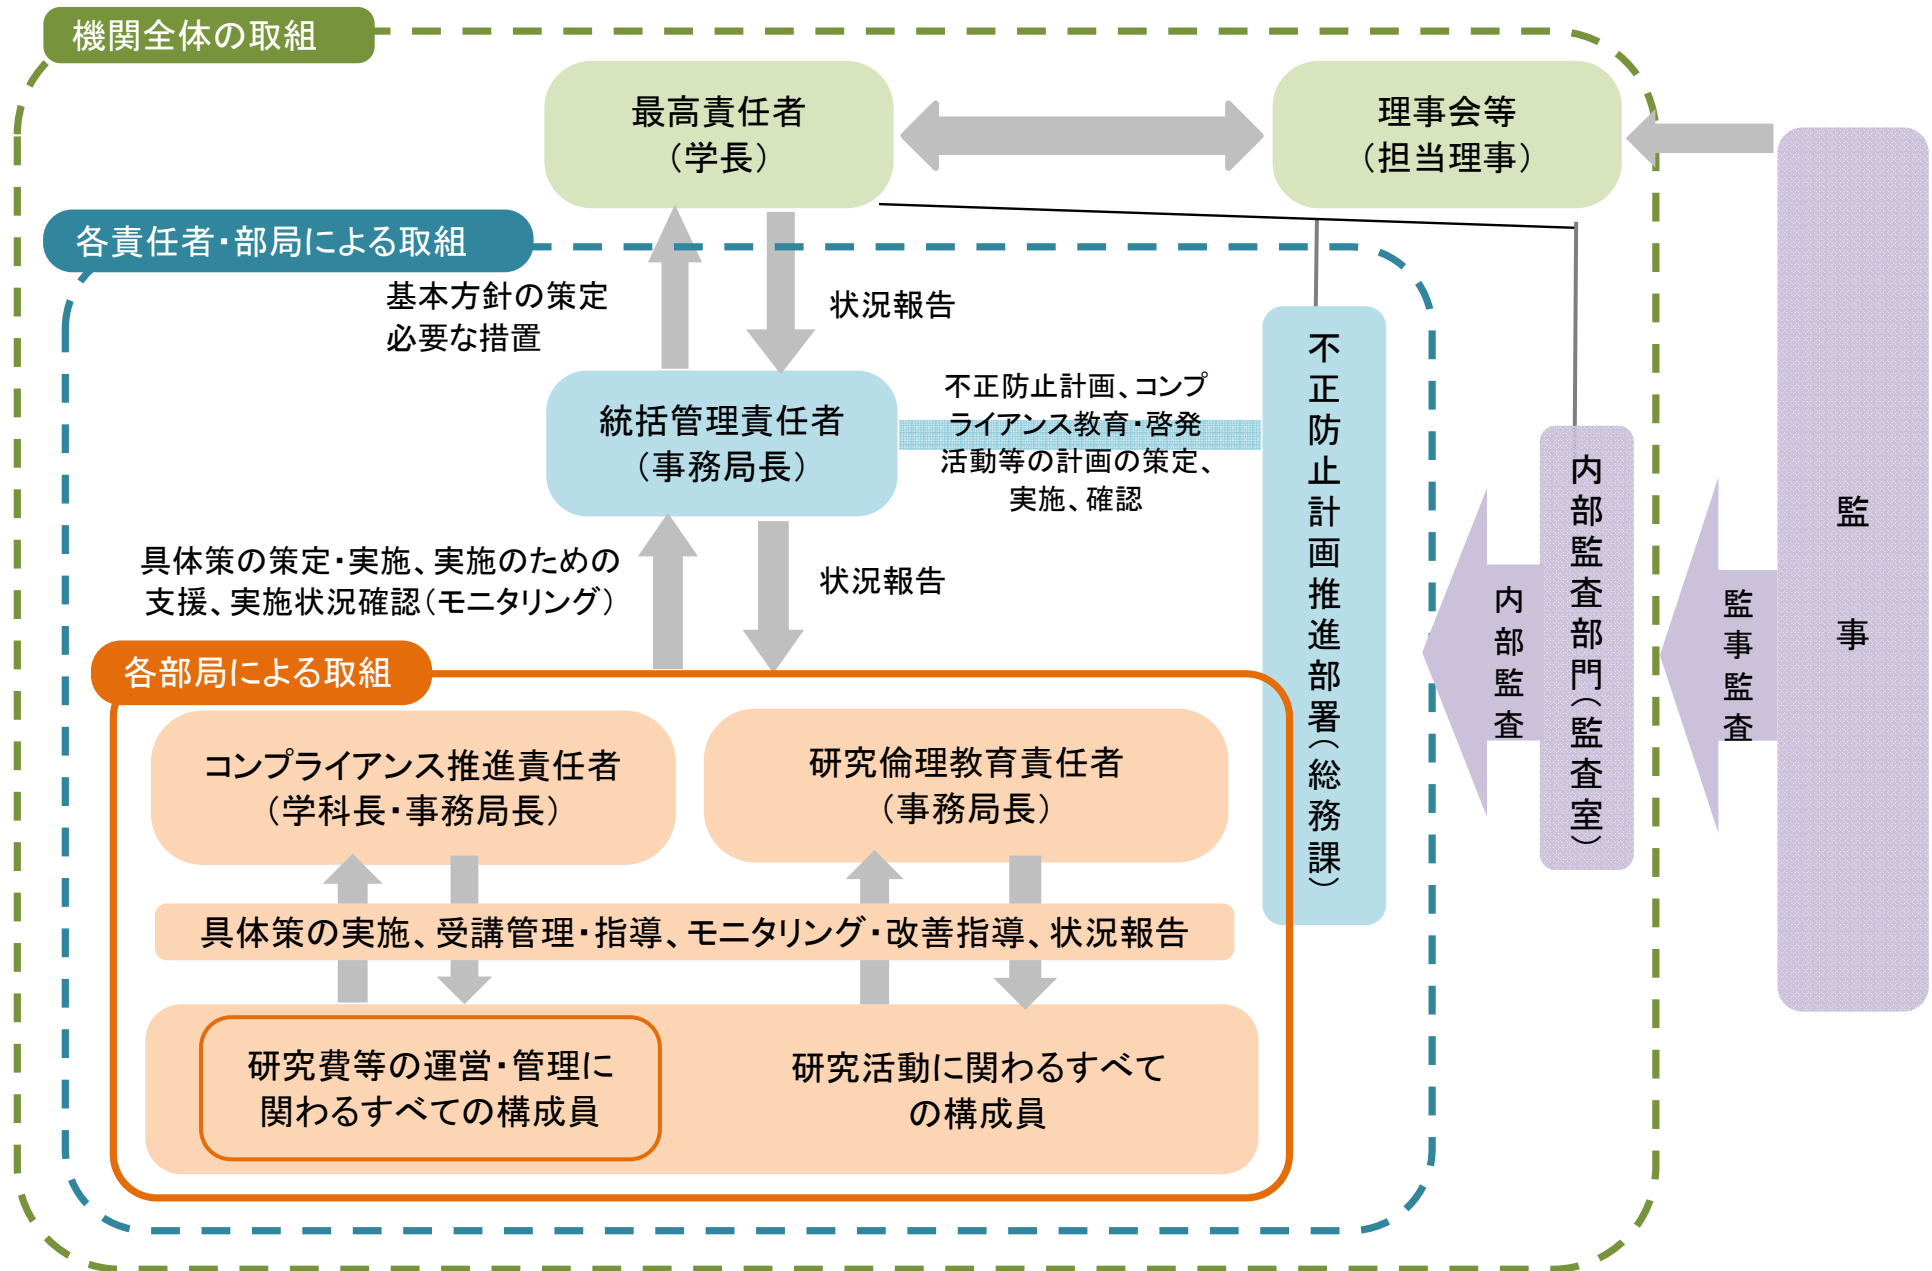 機関全体の取組
最高責任者
（学長）
理事会等
（担当理事）
各責任者・部局による取組
基本方針の策定
必要な措置
状況報告
統括管理責任者
（事務局長）
不正防止計画、コンプ
ライアンス教育・啓発
活動等の計画の策定、
実施、確認
不正防止計画推進部署（総務課）
内部監査
内部監査部門（監査室）
監事監査
監事
具体策の策定・実施、実施のための
支援、実施状況確認（モニタリング）
状況報告
各部局による取組
コンプライアンス推進責任者
（学科長・事務局長）
研究倫理教育責任者
（事務局長）
具体策の実施、受講管理・指導、モニタリング・改善指導、状況報告
研究費等の運営・管理に
関わるすべての構成員
研究活動に関わるすべて
の構成員